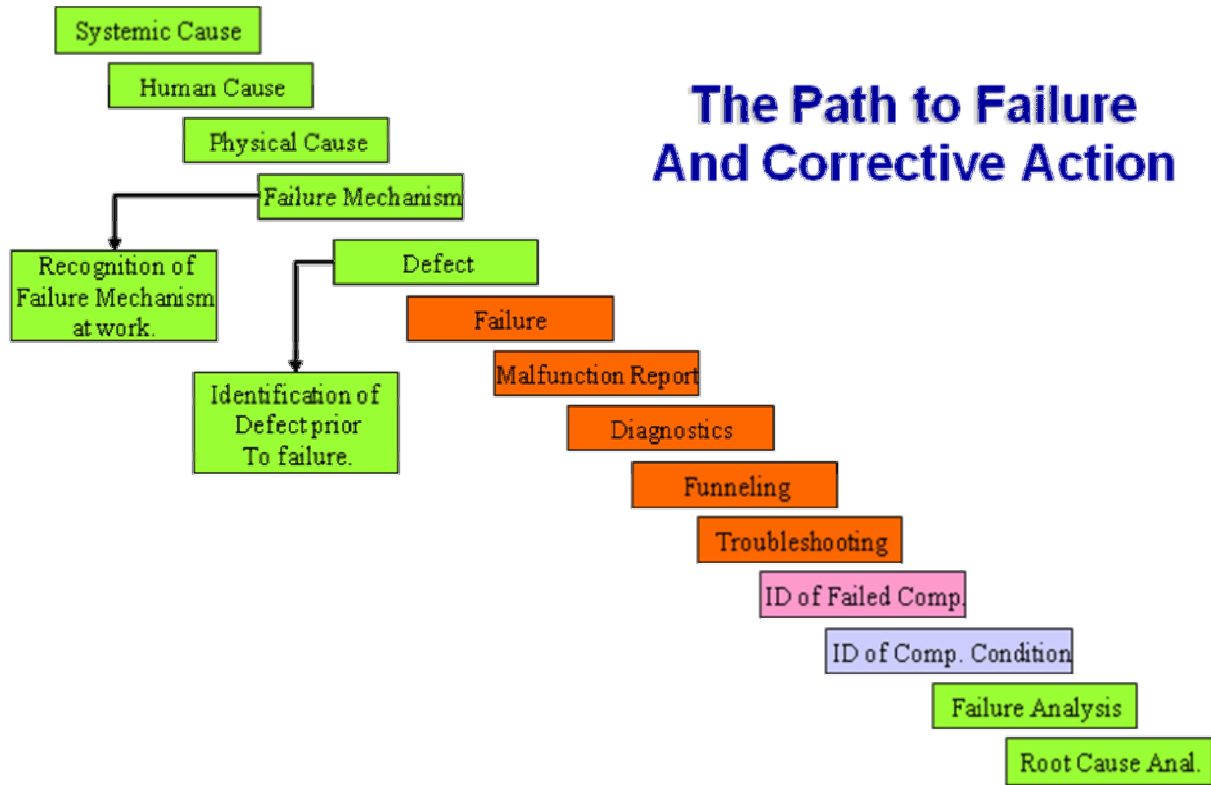 Systemic Cause
Human Cause
The Path to Failure
And Corrective Action
Physical Cause
Failure Mechanism
Recognition of
Failure Mechanism
at work.
Defect
Failure
Malfunction Report
Identification of
Defect prior
To failure.
Diagnostics
Funneling
Troubleshooting
ID of Failed Comp.
ID of Comp. Condition
Failure Analysis
Root Cause Anal.